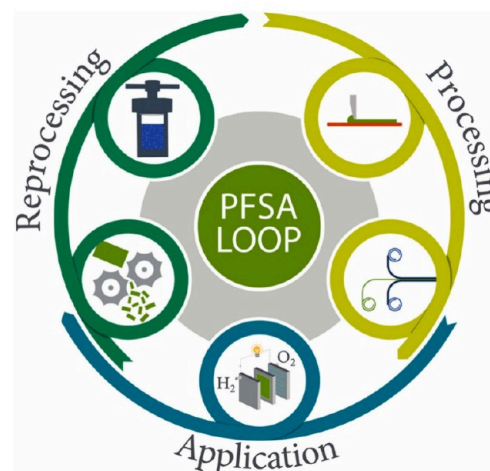 Reprocessing
Processing
PFSA
LOOP
O₂
H₂
Application